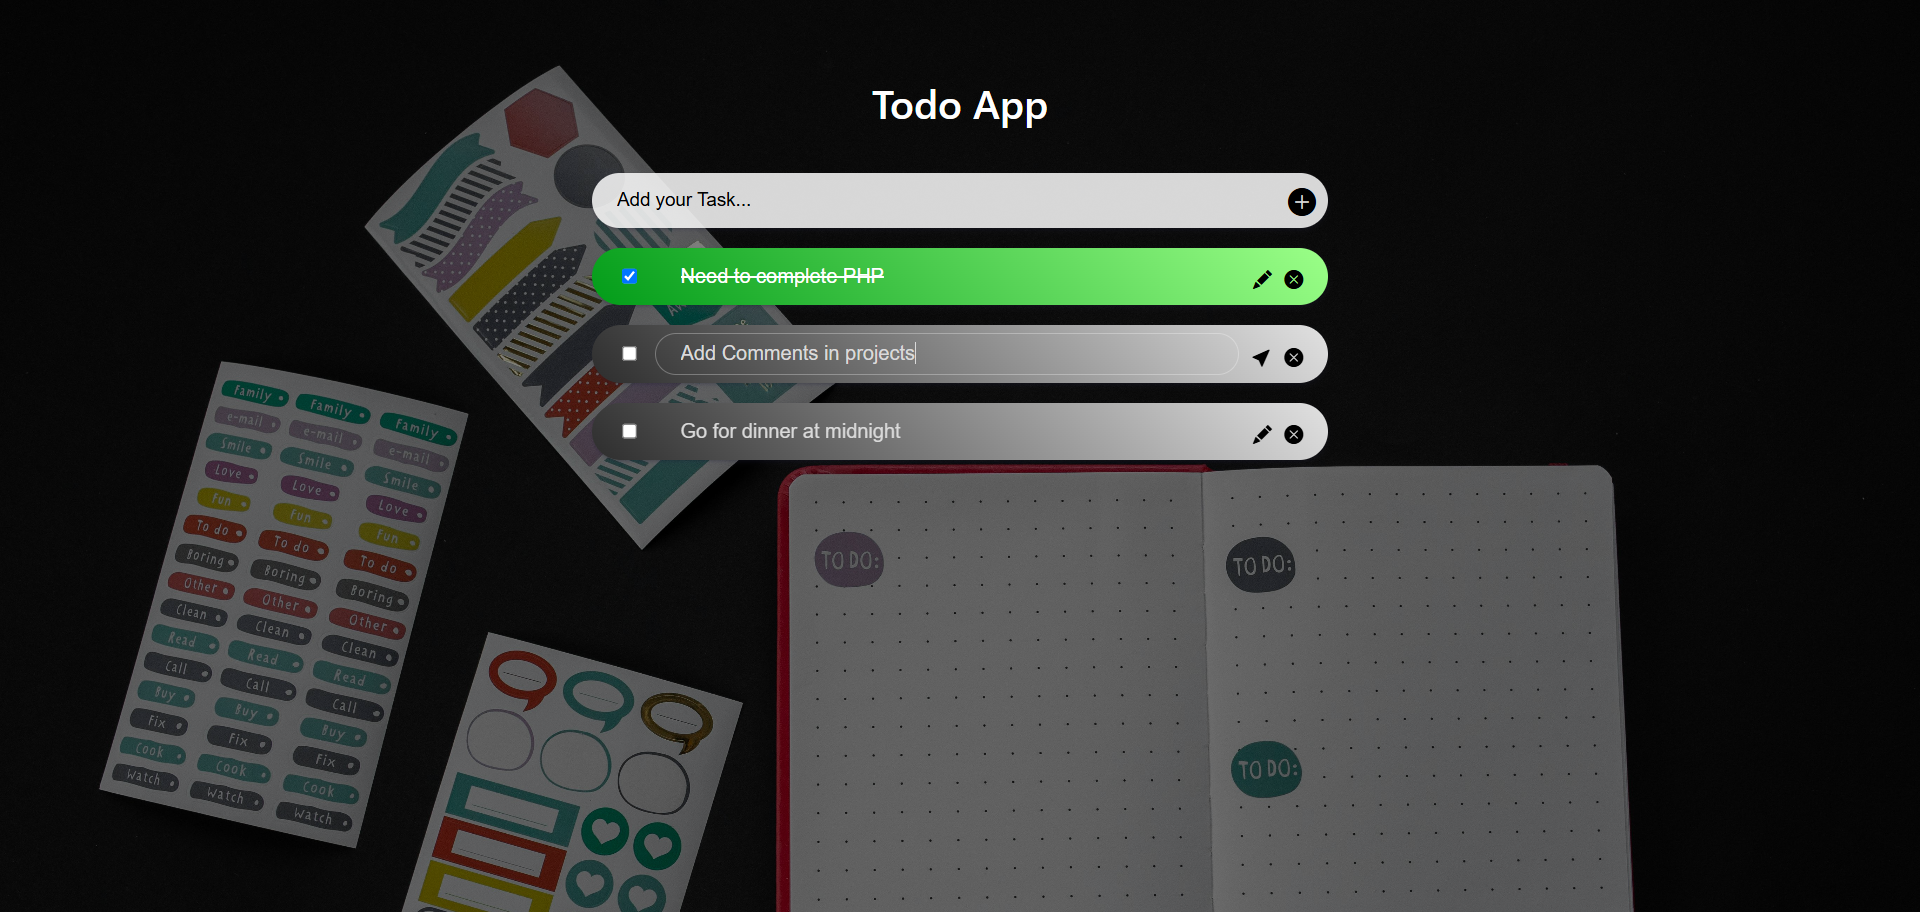 Todo App
Add your Task...
Need to complete PHP
Add Comments in projects
Go for dinner at midnight
Family Family Family
e-mail e-mail e-mail
Smile Smile Smile
Love Love Love
Fun Fun Fun
To do To do To do
Boring Boring Boring
Other Other Other
Clean Clean Clean
Read Read Read
Call Call Call
Buy Buy Buy
Fix Fix Fix
Cook Cook Cook
Watch Watch Watch
TO DO:
TO DO:
TO DO: